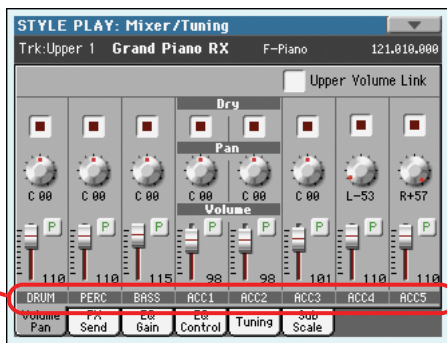 STYLE PLAY: Mixer/Tuning
Trk:Upper 1 Grand Piano RX F-Piano 121.010.000
Upper Volume Link
Dry
Pan
C 00 C 00 C 00 C 00 C 00 C 00 L-53 R+57
Volume
P P P P P P P P
110 110 115 98 98 101 110 110
DRUM PERC BASS ACC1 ACC2 ACC3 ACC4 ACC5
Volume Pan FX Send EQ Gain EQ Control Tuning Sub Scale